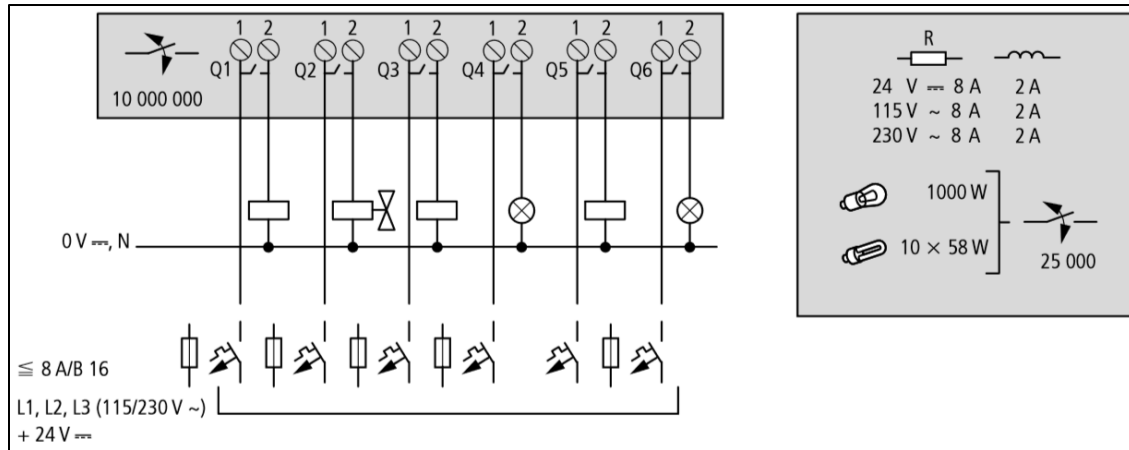 1 2 1 2 1 2 1 2 1 2 1 2
Q1 Q2 Q3 Q4 Q5 Q6
10 000 000
0 V ⎓, N
≦ 8 A/B 16
L1, L2, L3 (115/230 V ~)
+ 24 V ⎓
R
24 V ⎓ 8 A 2 A
115 V ~ 8 A 2 A
230 V ~ 8 A 2 A
1000 W
10 × 58 W
25 000